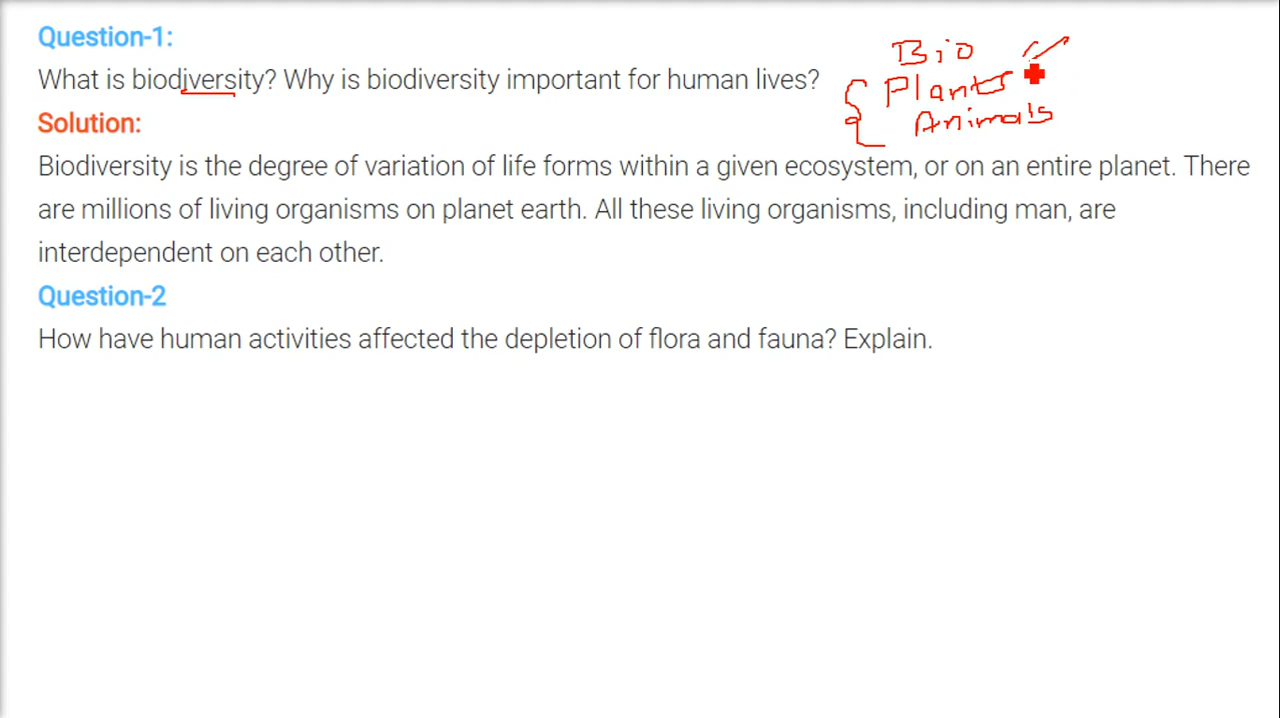 Question-1:
What is biodiversity? Why is biodiversity important for human lives?
Bio
Plants
Animals
Solution:
Biodiversity is the degree of variation of life forms within a given ecosystem, or on an entire planet. There
are millions of living organisms on planet earth. All these living organisms, including man, are
interdependent on each other.
Question-2
How have human activities affected the depletion of flora and fauna? Explain.